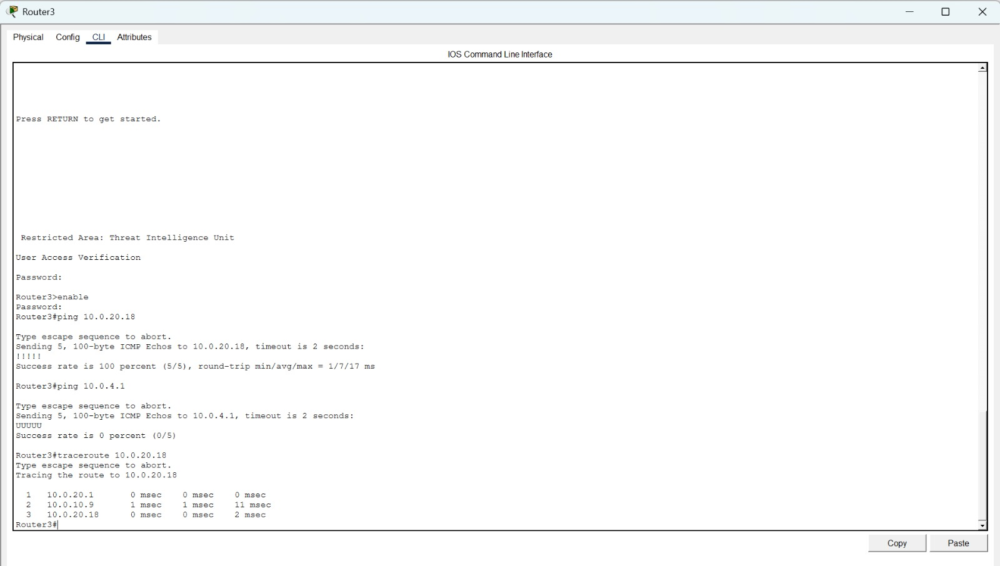 Router3
Physical Config CLI Attributes
IOS Command Line Interface
Press RETURN to get started.
Restricted Area: Threat Intelligence Unit
User Access Verification
Password:
Router3>enable
Password:
Router3#ping 10.0.20.18
Type escape sequence to abort.
Sending 5, 100-byte ICMP Echos to 10.0.20.18, timeout is 2 seconds:
!!!!!
Success rate is 100 percent (5/5), round-trip min/avg/max = 1/7/17 ms
Router3#ping 10.0.4.1
Type escape sequence to abort.
Sending 5, 100-byte ICMP Echos to 10.0.4.1, timeout is 2 seconds:
UUUUU
Success rate is 0 percent (0/5)
Router3#traceroute 10.0.20.18
Type escape sequence to abort.
Tracing the route to 10.0.20.18
1 10.0.20.1 0 msec 0 msec 0 msec
2 10.0.10.9 1 msec 1 msec 11 msec
3 10.0.20.18 0 msec 0 msec 2 msec
Router3#
Copy Paste